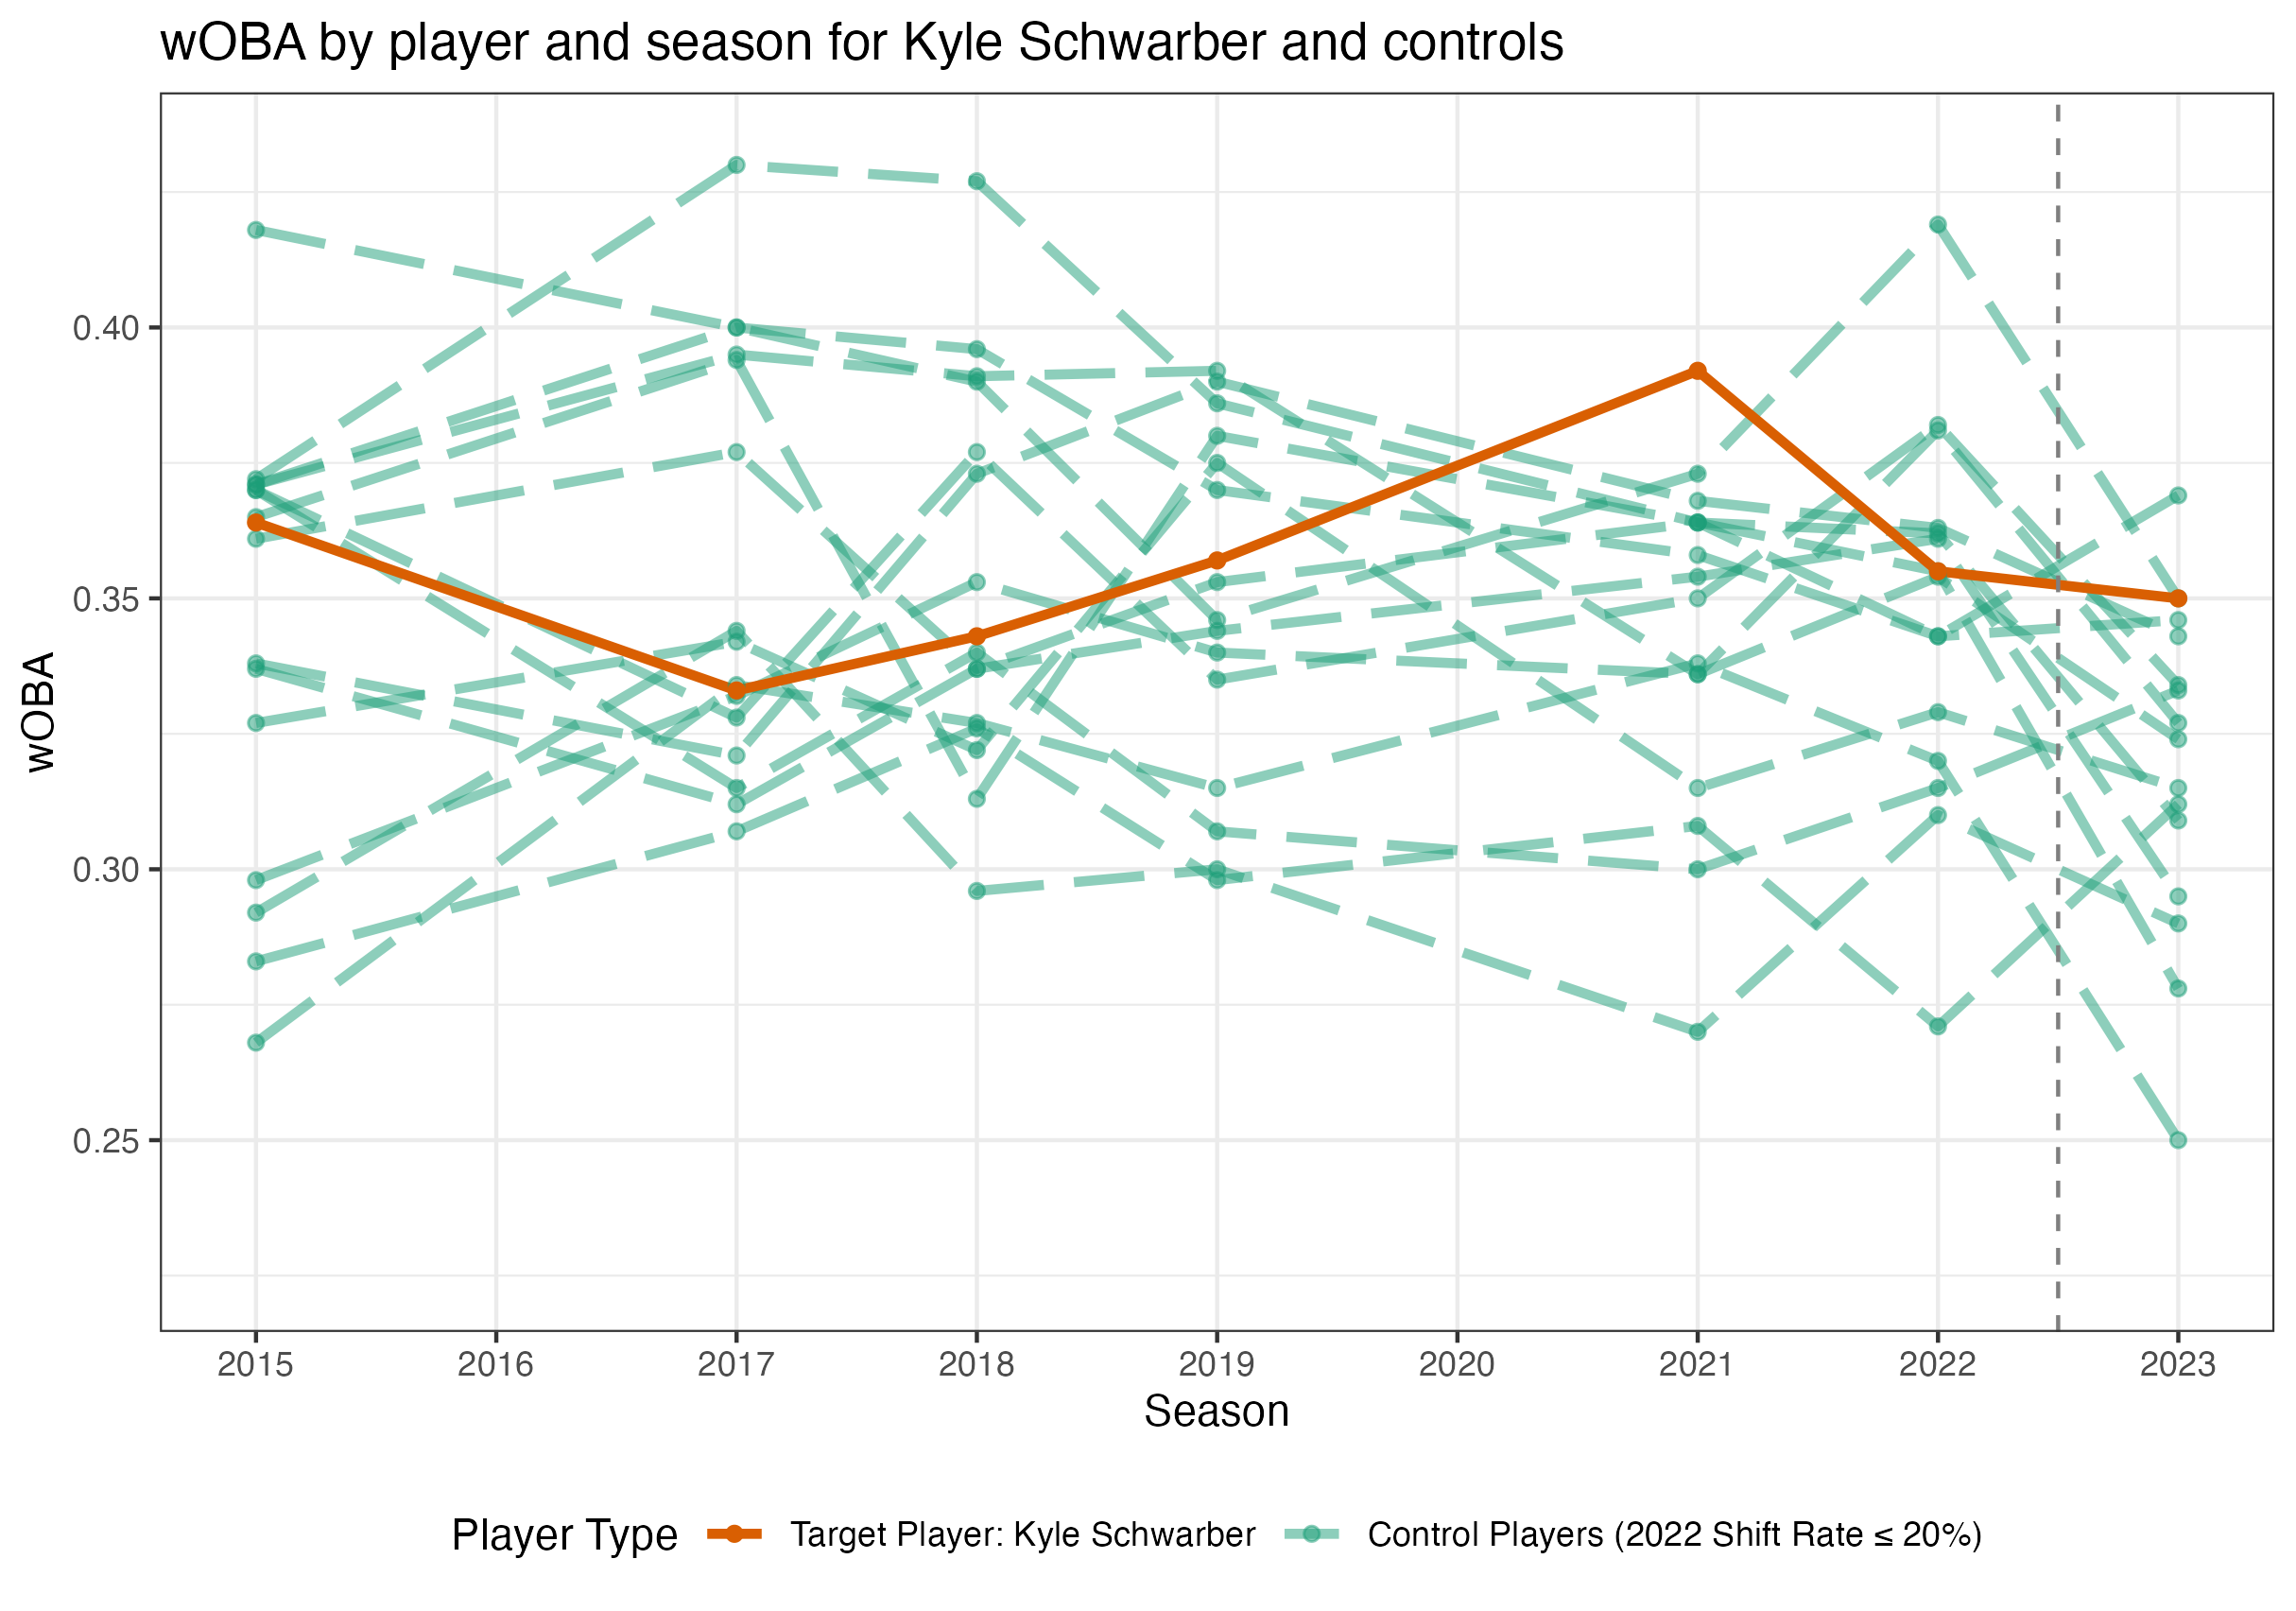 wOBA by player and season for Kyle Schwarber and controls
wOBA
0.40
0.35
0.30
0.25
2015 2016 2017 2018 2019 2020 2021 2022 2023
Season
Player Type Target Player: Kyle Schwarber Control Players (2022 Shift Rate ≤ 20%)